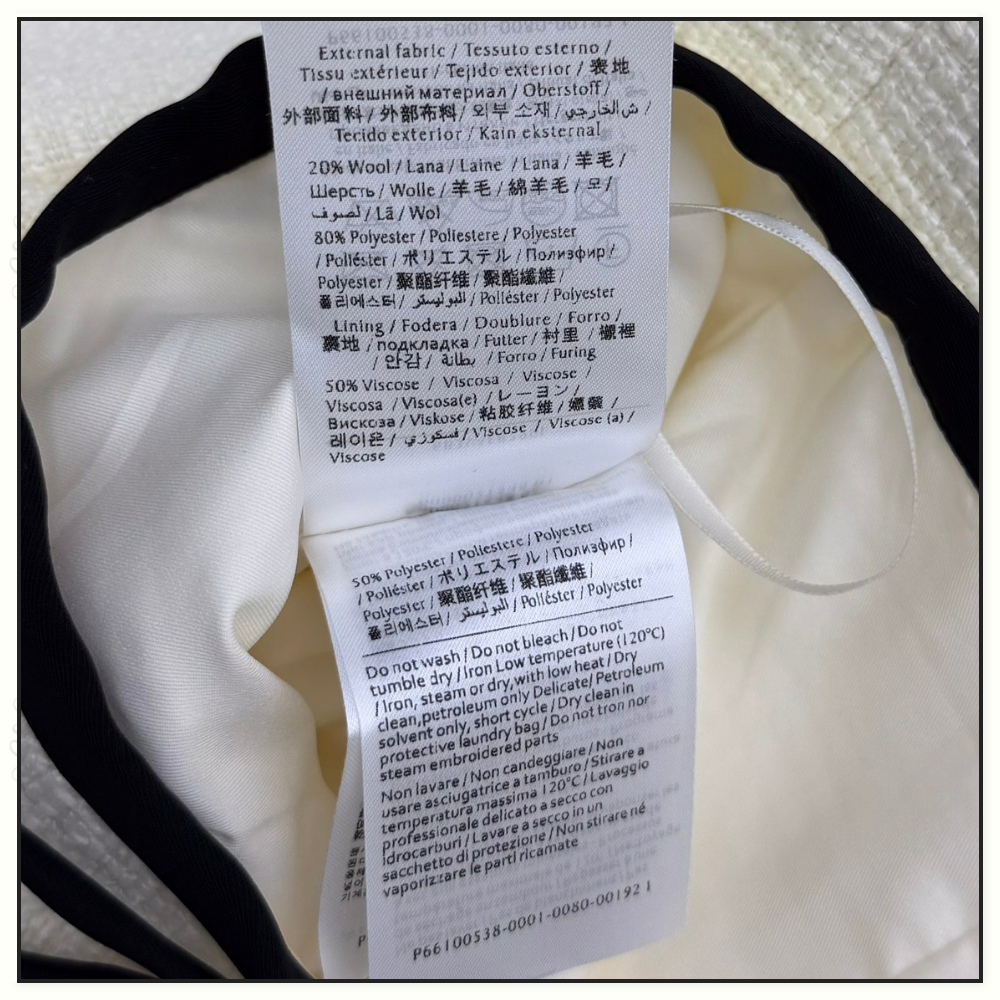 External fabric / Tessuto esterno /
Tissu extérieur / Tejido exterior / 表地
/ внешний материал / Oberstoff /
外部面料 / 外部布料 / 외부 소재 /
Tecido exterior / Kain eksternal
20% Wool / Lana / Laine / Lana / 羊毛 /
Шерсть / Wolle / 羊毛 / 綿羊毛 / 모 /
لصوف / Lã / Wol
80% Polyester / Poliestere / Polyester
/ Poliéster / ポリエステル / Полиэфир /
Polyester / 聚酯纤维 / 聚酯纖維 /
폴리에스터 / البوليستر / Poliéster / Polyester
Lining / Fodera / Doublure / Forro /
裏地 / подкладка / Futter / 衬里 / 襯裡
/ 안감 / بطانة / Forro / Furing
50% Viscose / Viscosa / Viscose /
Viscosa / Viscosa(e) / レーヨン /
Вискоза / Viskose / 粘胶纤维 /
레이온 / فسكوزي / Viscose / Viscose (a) /
Viscose
50% Polyester / Poliestere / Polyester
/ Poliéster / ポリエステル / Полиэфир /
Polyester / 聚酯纤维 / 聚酯纖維 /
폴리에스터 / البوليستر / Poliéster / Polyester
Do not wash / Do not bleach / Do not
tumble dry / Iron Low temperature (120°C)
/ Iron, steam or dry, with low heat / Dry
clean, petroleum only Delicate / Petroleum
solvent only, short cycle / Dry clean in
protective laundry bag / Do not tron nor
steam embroidered parts
Non lavare / Non candeggiare / Non
usare asciugatrice a tamburo / Stirare a
temperatura massima 120°C / Lavaggio
professionale delicato a secco con
idrocarburi / Lavare a secco in un
sacchetto di protezione / Non stirare né
vaporizzare le parti ricamate
P66100538-0001-0080-00192 1